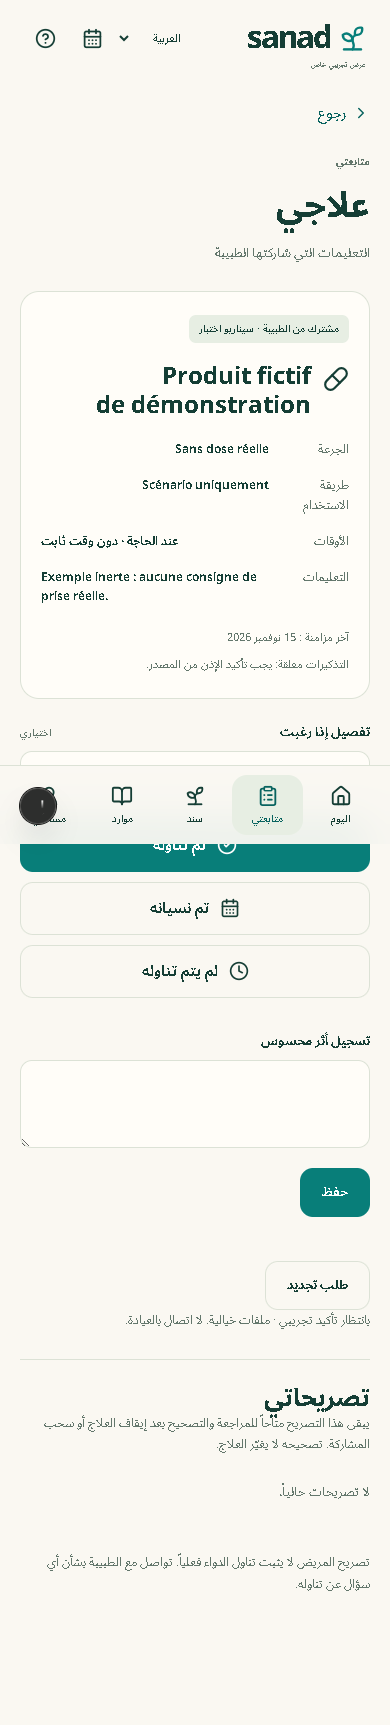 sanad
العربية
عرض تجريبي خاص
رجوع
متابعتي
علاجي
التعليمات التي شاركتها الطبيبة
مشترك من الطبيبة · سيناريو اختبار
Produit fictif
de démonstration
الجرعة
Sans dose réelle
طريقة
الاستخدام
Scénario uniquement
الأوقات
عند الحاجة · دون وقت ثابت
التعليمات
Exemple inerte : aucune consigne de
prise réelle.
آخر مزامنة : 15 نوفمبر 2026
التذكيرات مغلقة: يجب تأكيد الإذن من المصدر.
تفصيل إذا رغبت
اختياري
اليوم
متابعتي
سند
موارد
تم تناوله
تم نسيانه
لم يتم تناوله
تسجيل أثر محسوس
حفظ
طلب تجديد
بانتظار تأكيد تجريبي · ملفات خيالية. لا اتصال بالعيادة.
تصريحاتي
يبقى هذا التصريح متاحاً للمراجعة والتصحيح بعد إيقاف العلاج أو سحب
المشاركة. تصحيحه لا يغيّر العلاج.
لا تصريحات حالياً.
تصريح المريض لا يثبت تناول الدواء فعلياً. تواصل مع الطبيبة بشأن أي
سؤال عن تناوله.